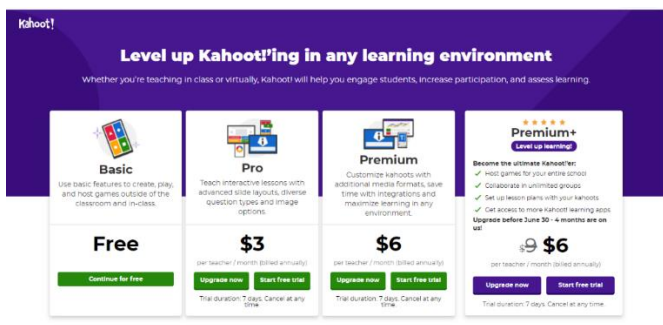 Kahoot!
Level up Kahoot!'ing in any learning environment
Whether you're teaching in class or virtually, Kahoot! will help you engage students, increase participation, and assess learning.
Basic
Use basic features to create, play,
and host games outside of the
classroom and in-class.
Free
Continue for free
Pro
Teach interactive lessons with
advanced slide layouts, diverse
question types and image
options.
$3
per teacher / month (billed annually)
Upgrade now
Start free trial
Trial duration: 7 days. Cancel at any
time.
Premium
Customize kahoots with
additional media formats, save
time with integrations and
maximize learning in any
environment.
$6
per teacher / month (billed annually)
Upgrade now
Start free trial
Trial duration: 7 days. Cancel at any
time.
Premium+
Level up learning!
Become the ultimate Kahoot!'er:
Host games for your entire school
Collaborate in unlimited groups
Set up lesson plans with your kahoots
Get access to more Kahoot! learning apps
Upgrade before June 30 - 4 months are on
us!
$9 $6
per teacher / month (billed annually)
Upgrade now
Start free trial
Trial duration: 7 days. Cancel at any time.